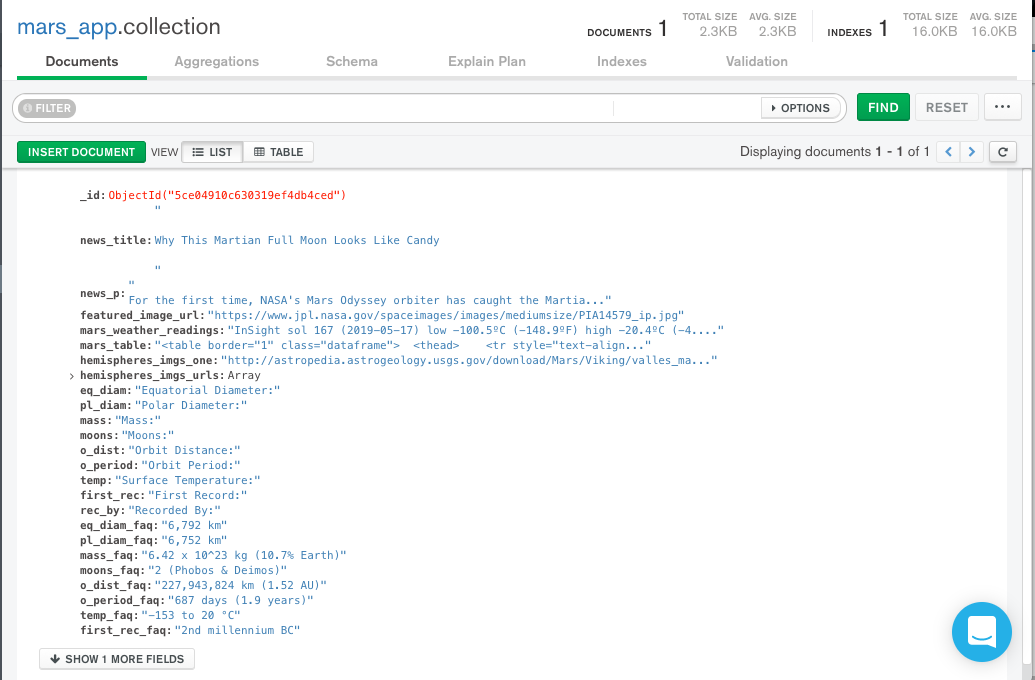 mars_app.collection
DOCUMENTS 1 TOTAL SIZE 2.3KB AVG. SIZE 2.3KB INDEXES 1 TOTAL SIZE 16.0KB AVG. SIZE 16.0KB
Documents Aggregations Schema Explain Plan Indexes Validation
FILTER OPTIONS FIND RESET ...
INSERT DOCUMENT VIEW LIST TABLE Displaying documents 1 - 1 of 1
_id: ObjectId("5ce04910c630319ef4db4ced")
"
news_title: Why This Martian Full Moon Looks Like Candy
"
"
news_p: For the first time, NASA's Mars Odyssey orbiter has caught the Martia..."
featured_image_url: "https://www.jpl.nasa.gov/spaceimages/images/mediumsize/PIA14579_ip.jpg"
mars_weather_readings: "InSight sol 167 (2019-05-17) low -100.5ºC (-148.9ºF) high -20.4ºC (-4...."
mars_table: "<table border="1" class="dataframe"> <thead> <tr style="text-align..."
hemispheres_imgs_one: "http://astropedia.astrogeology.usgs.gov/download/Mars/Viking/valles_ma..."
> hemispheres_imgs_urls: Array
eq_diam: "Equatorial Diameter:"
pl_diam: "Polar Diameter:"
mass: "Mass:"
moons: "Moons:"
o_dist: "Orbit Distance:"
o_period: "Orbit Period:"
temp: "Surface Temperature:"
first_rec: "First Record:"
rec_by: "Recorded By:"
eq_diam_faq: "6,792 km"
pl_diam_faq: "6,752 km"
mass_faq: "6.42 x 10^23 kg (10.7% Earth)"
moons_faq: "2 (Phobos & Deimos)"
o_dist_faq: "227,943,824 km (1.52 AU)"
o_period_faq: "687 days (1.9 years)"
temp_faq: "-153 to 20 °C"
first_rec_faq: "2nd millennium BC"
SHOW 1 MORE FIELDS